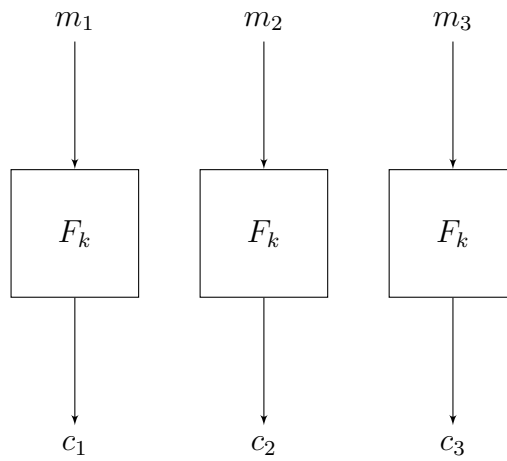 m₁ m₂ m₃
Fₖ Fₖ Fₖ
c₁ c₂ c₃